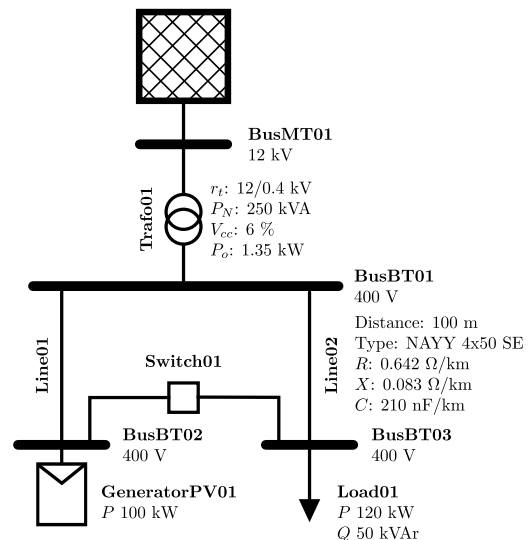 BusMT01
12 kV
Trafo01
r_t: 12/0.4 kV
P_N: 250 kVA
V_cc: 6 %
P_o: 1.35 kW
BusBT01
400 V
Line01
Line02
Distance: 100 m
Type: NAYY 4x50 SE
R: 0.642 Ω/km
X: 0.083 Ω/km
C: 210 nF/km
Switch01
BusBT02
400 V
BusBT03
400 V
GeneratorPV01
P 100 kW
Load01
P 120 kW
Q 50 kVAr